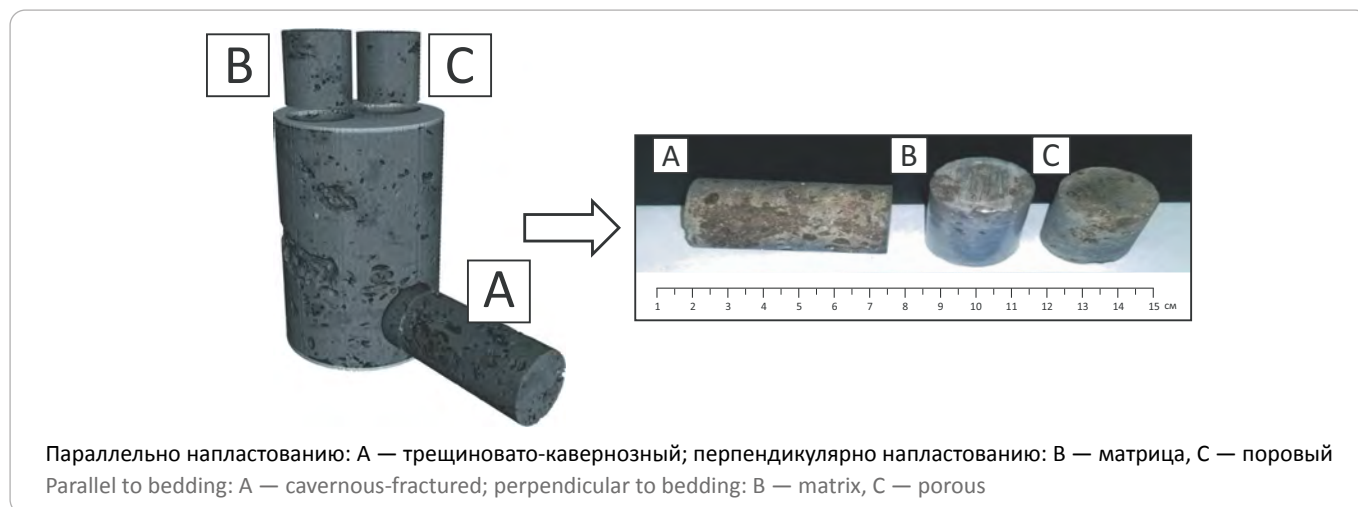 B
C
A
A
B
C
1 2 3 4 5 6 7 8 9 10 11 12 13 14 15 см
Параллельно напластованию: А — трещиновато-кавернозный; перпендикулярно напластованию: В — матрица, С — поровый
Parallel to bedding: A — cavernous-fractured; perpendicular to bedding: B — matrix, C — porous